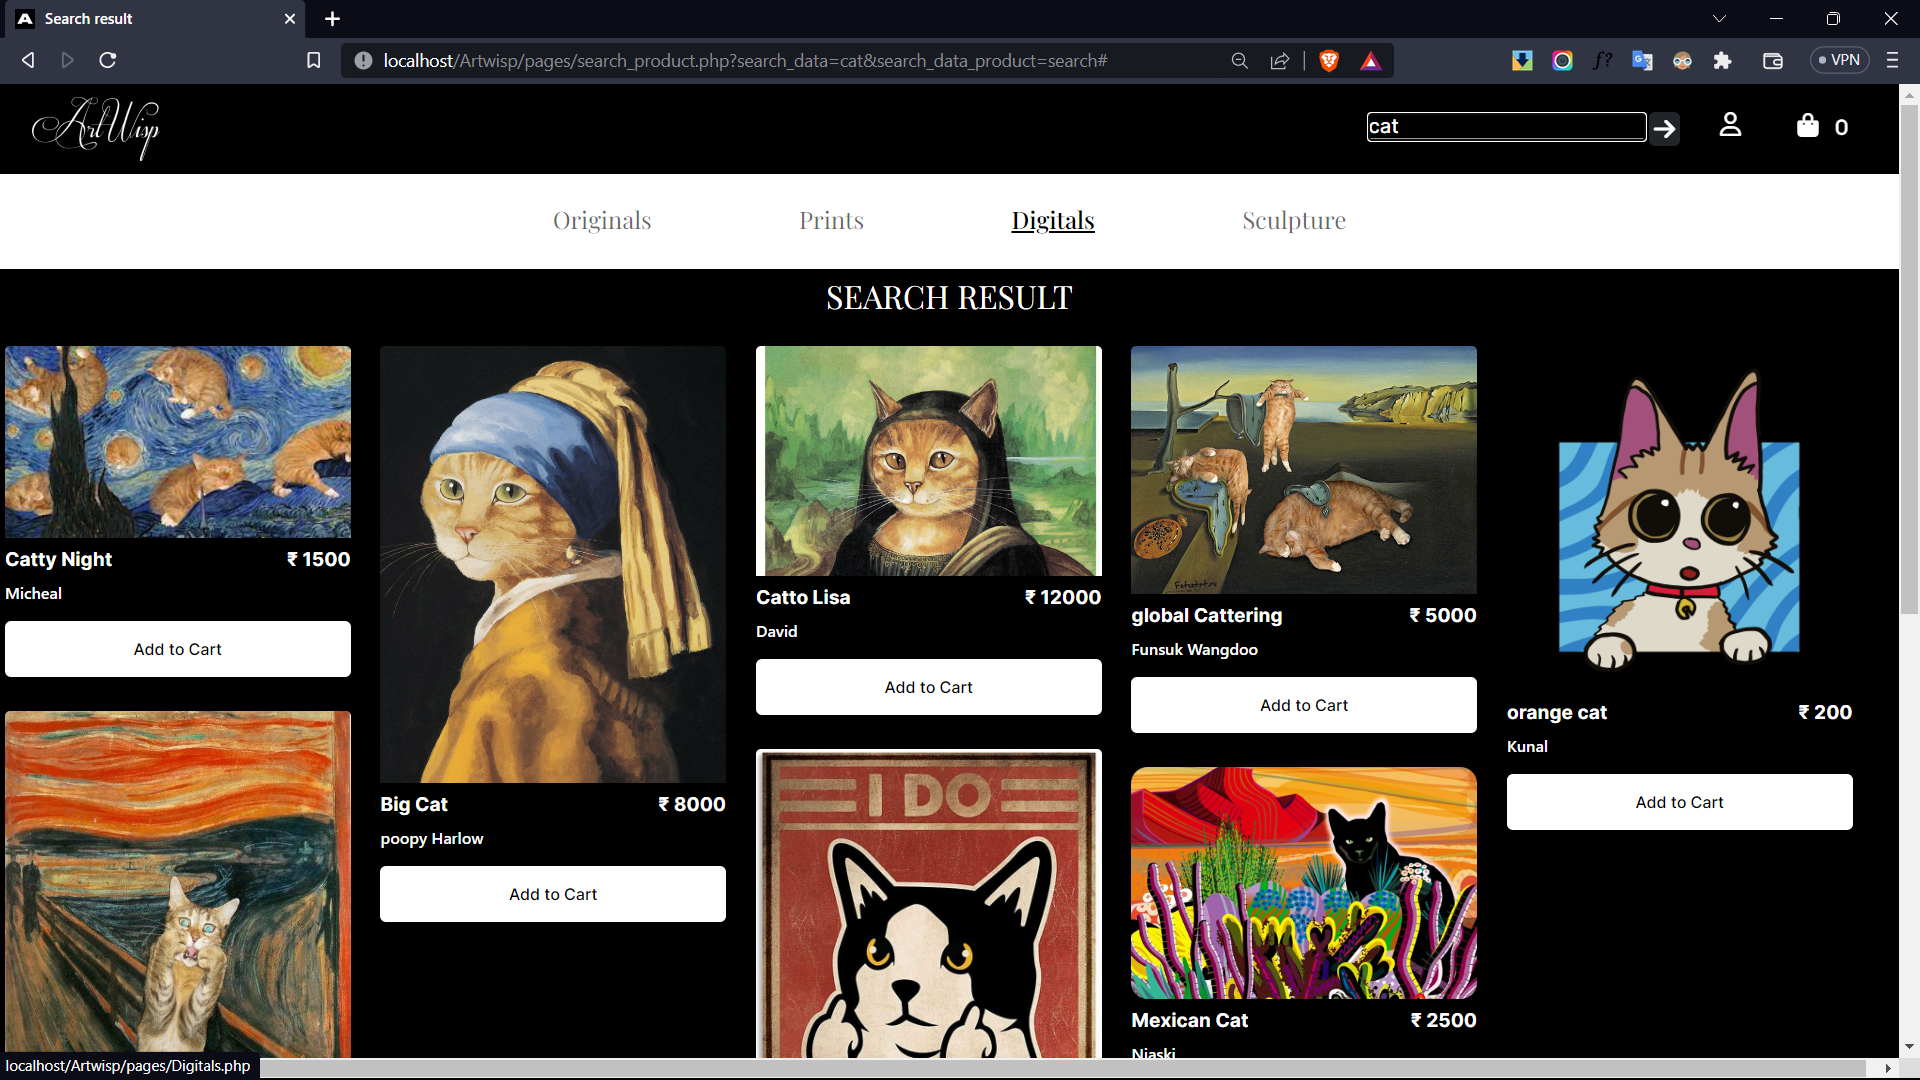 Search result
localhost/Artwisp/pages/search_product.php?search_data=cat&search_data_product=search#
VPN
ArtWisp
cat
0
Originals Prints Digitals Sculpture
SEARCH RESULT
Catty Night ₹ 1500
Micheal
Add to Cart
Big Cat ₹ 8000
poopy Harlow
Add to Cart
Catto Lisa ₹ 12000
David
Add to Cart
I DO
global Cattering ₹ 5000
Funsuk Wangdoo
Add to Cart
Mexican Cat ₹ 2500
Niaski
orange cat ₹ 200
Kunal
Add to Cart
localhost/Artwisp/pages/Digitals.php